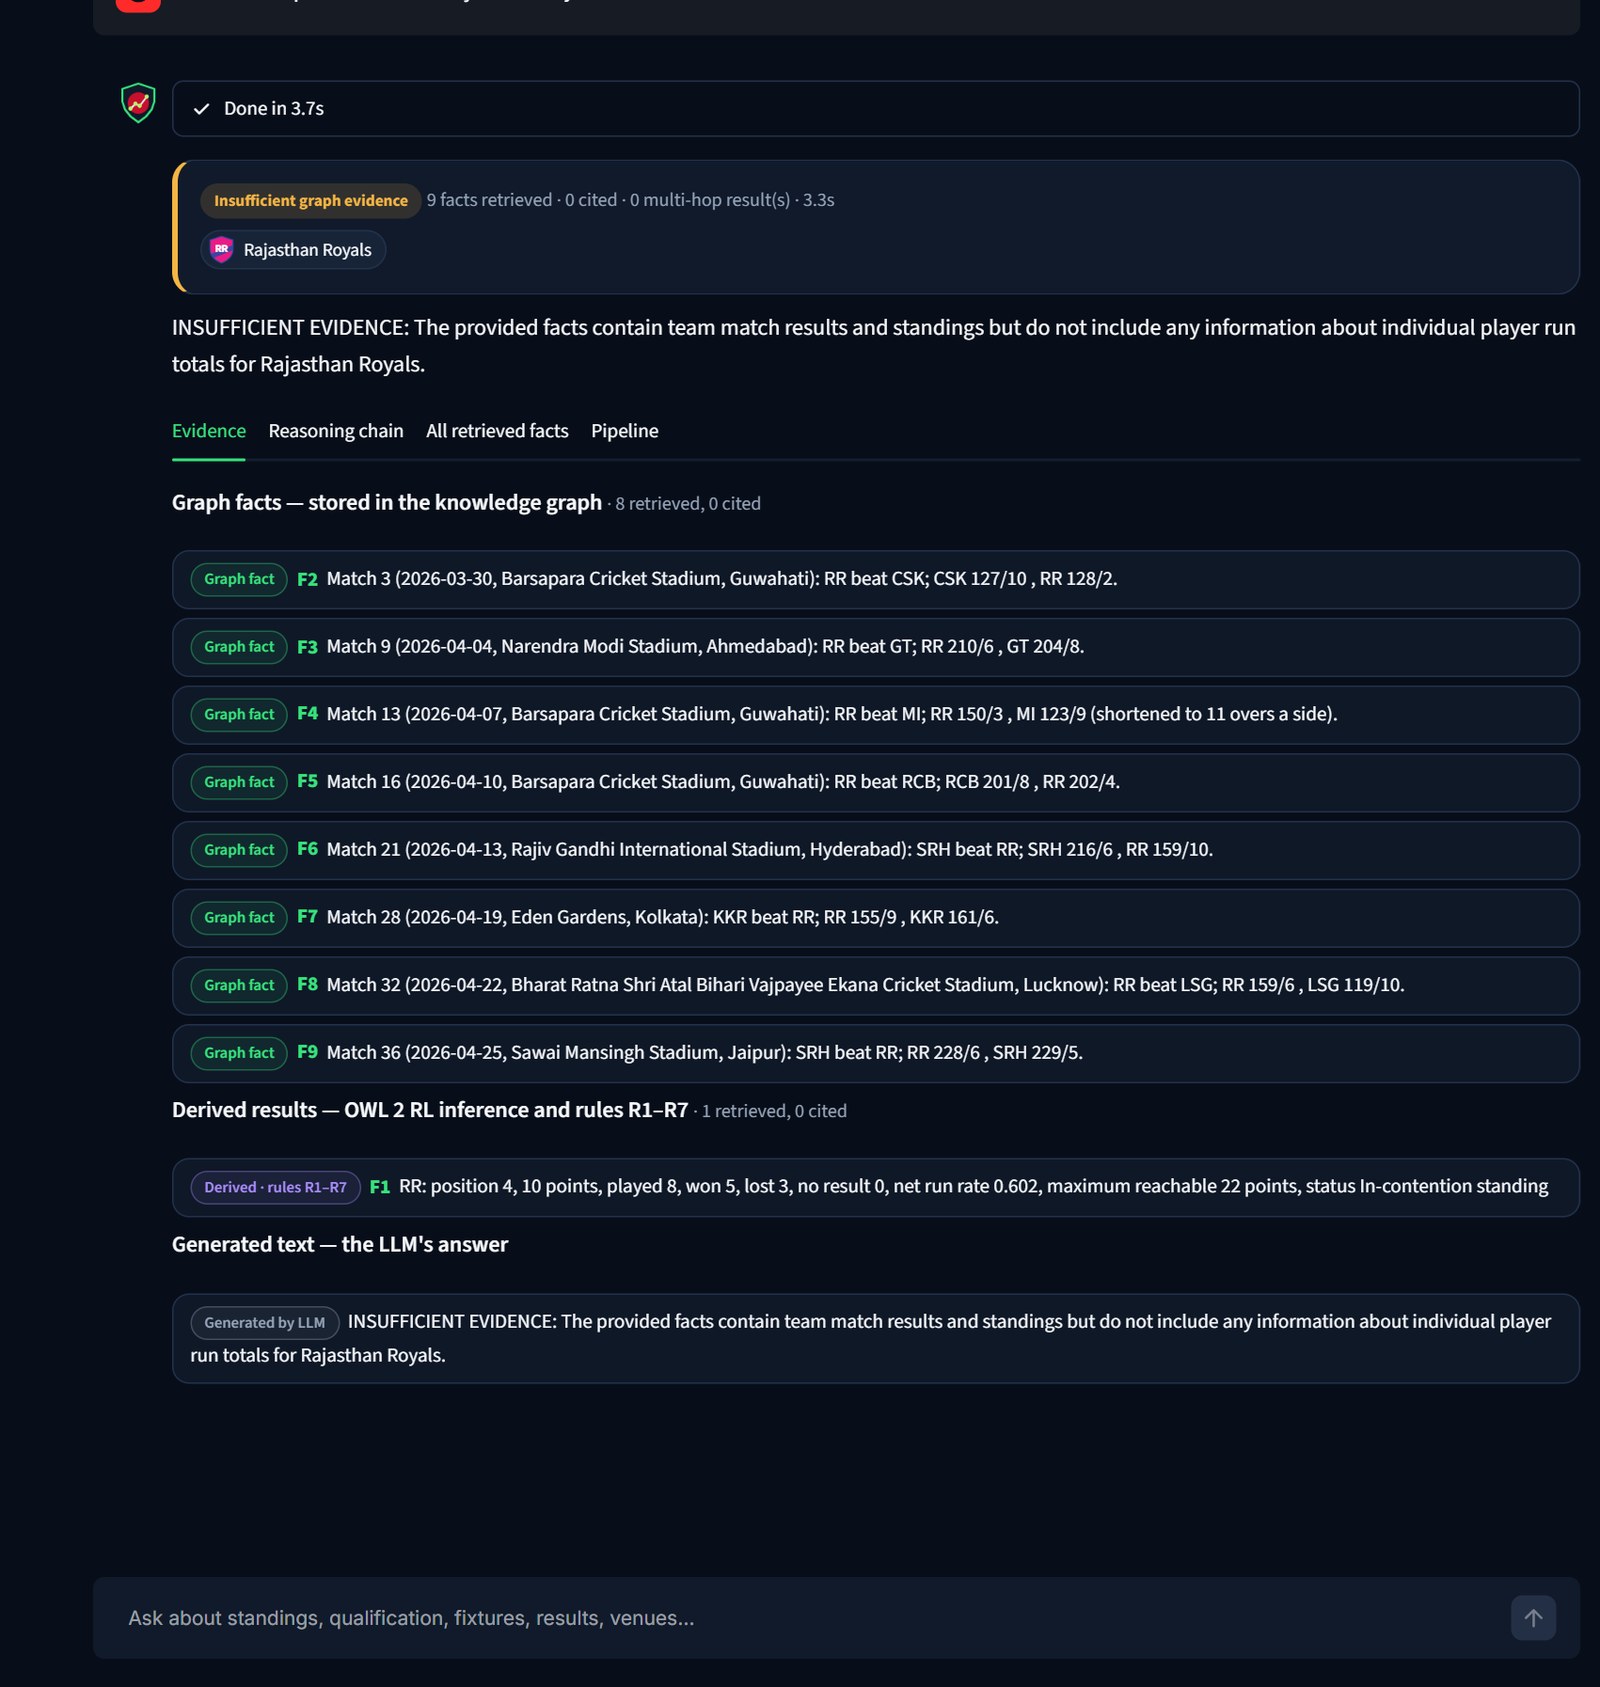 Done in 3.7s
Insufficient graph evidence 9 facts retrieved · 0 cited · 0 multi-hop result(s) · 3.3s
RR Rajasthan Royals
INSUFFICIENT EVIDENCE: The provided facts contain team match results and standings but do not include any information about individual player run
totals for Rajasthan Royals.
Evidence Reasoning chain All retrieved facts Pipeline
Graph facts — stored in the knowledge graph · 8 retrieved, 0 cited
Graph fact F2 Match 3 (2026-03-30, Barsapara Cricket Stadium, Guwahati): RR beat CSK; CSK 127/10 , RR 128/2.
Graph fact F3 Match 9 (2026-04-04, Narendra Modi Stadium, Ahmedabad): RR beat GT; RR 210/6 , GT 204/8.
Graph fact F4 Match 13 (2026-04-07, Barsapara Cricket Stadium, Guwahati): RR beat MI; RR 150/3 , MI 123/9 (shortened to 11 overs a side).
Graph fact F5 Match 16 (2026-04-10, Barsapara Cricket Stadium, Guwahati): RR beat RCB; RCB 201/8 , RR 202/4.
Graph fact F6 Match 21 (2026-04-13, Rajiv Gandhi International Stadium, Hyderabad): SRH beat RR; SRH 216/6 , RR 159/10.
Graph fact F7 Match 28 (2026-04-19, Eden Gardens, Kolkata): KKR beat RR; RR 155/9 , KKR 161/6.
Graph fact F8 Match 32 (2026-04-22, Bharat Ratna Shri Atal Bihari Vajpayee Ekana Cricket Stadium, Lucknow): RR beat LSG; RR 159/6 , LSG 119/10.
Graph fact F9 Match 36 (2026-04-25, Sawai Mansingh Stadium, Jaipur): SRH beat RR; RR 228/6 , SRH 229/5.
Derived results — OWL 2 RL inference and rules R1–R7 · 1 retrieved, 0 cited
Derived · rules R1–R7 F1 RR: position 4, 10 points, played 8, won 5, lost 3, no result 0, net run rate 0.602, maximum reachable 22 points, status In-contention standing
Generated text — the LLM's answer
Generated by LLM INSUFFICIENT EVIDENCE: The provided facts contain team match results and standings but do not include any information about individual player
run totals for Rajasthan Royals.
Ask about standings, qualification, fixtures, results, venues...